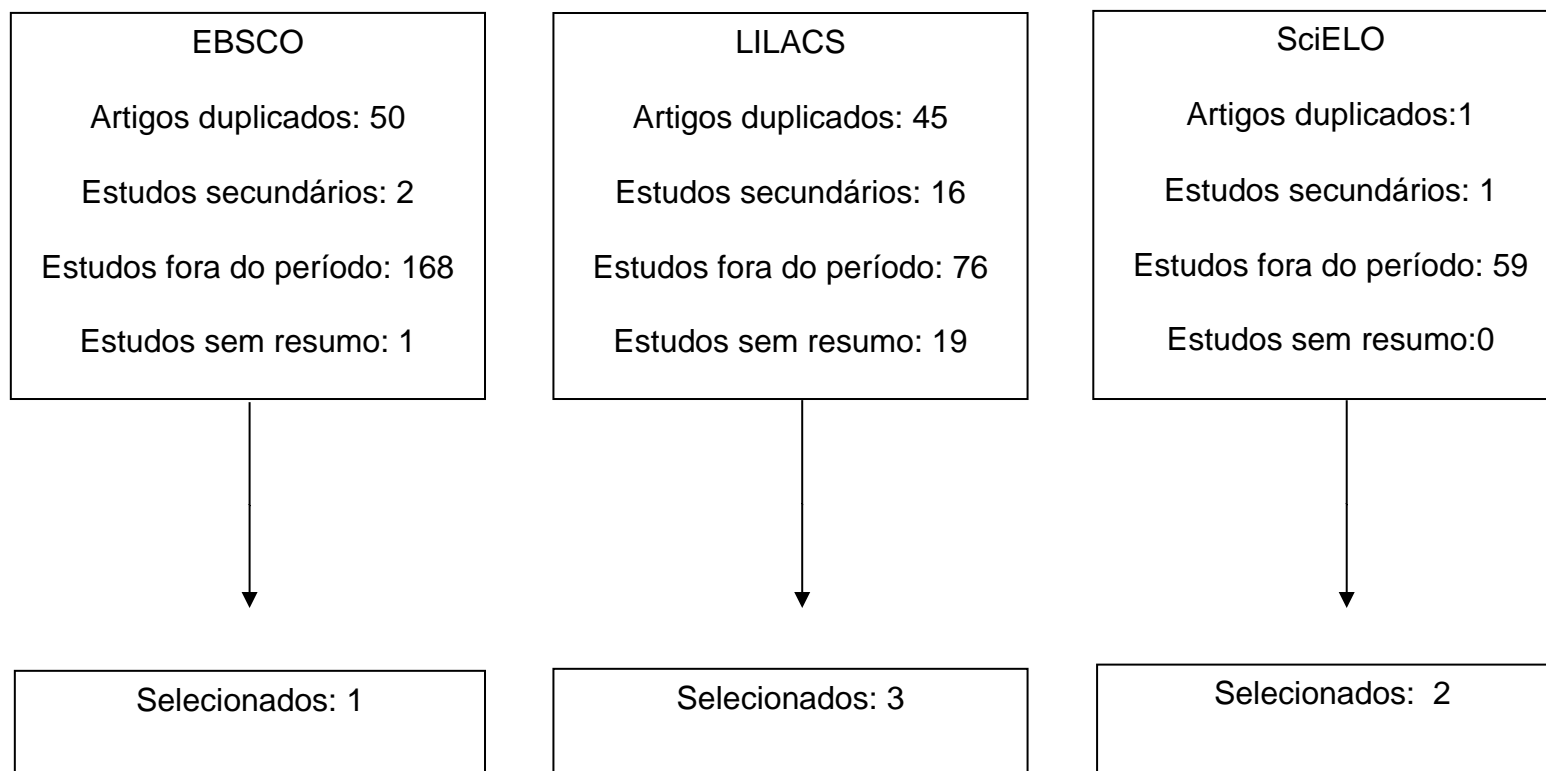 EBSCO
Artigos duplicados: 50
Estudos secundários: 2
Estudos fora do período: 168
Estudos sem resumo: 1
LILACS
Artigos duplicados: 45
Estudos secundários: 16
Estudos fora do período: 76
Estudos sem resumo: 19
SciELO
Artigos duplicados:1
Estudos secundários: 1
Estudos fora do período: 59
Estudos sem resumo:0
Selecionados: 1
Selecionados: 3
Selecionados: 2